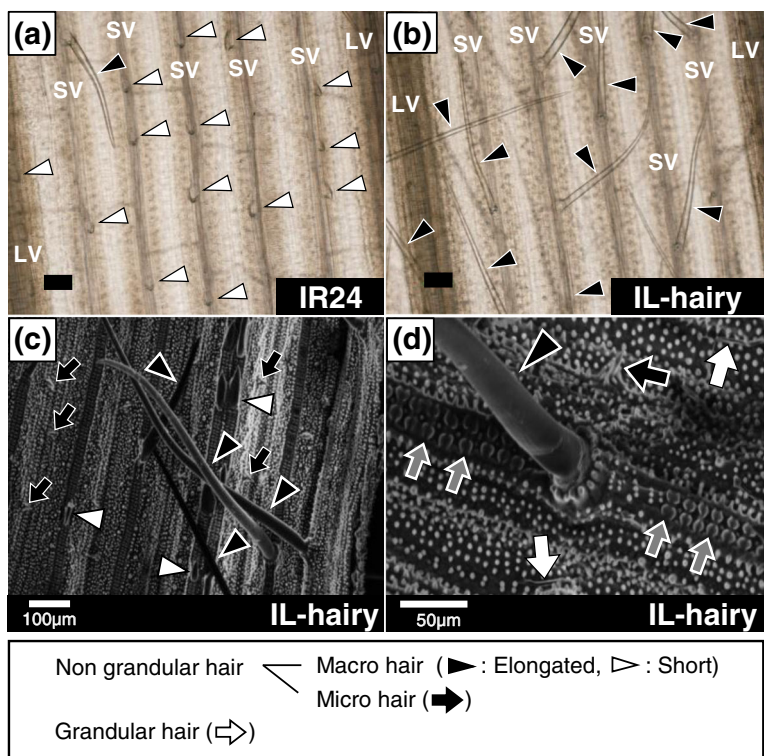 (a)
SV
SV
SV
SV
SV
LV
LV
IR24
(b)
SV
SV
SV
LV
SV
LV
SV
IL-hairy
(c)
100μm
IL-hairy
(d)
50μm
IL-hairy
Non grandular hair
Macro hair ( : Elongated, : Short)
Micro hair ( )
Grandular hair ( )